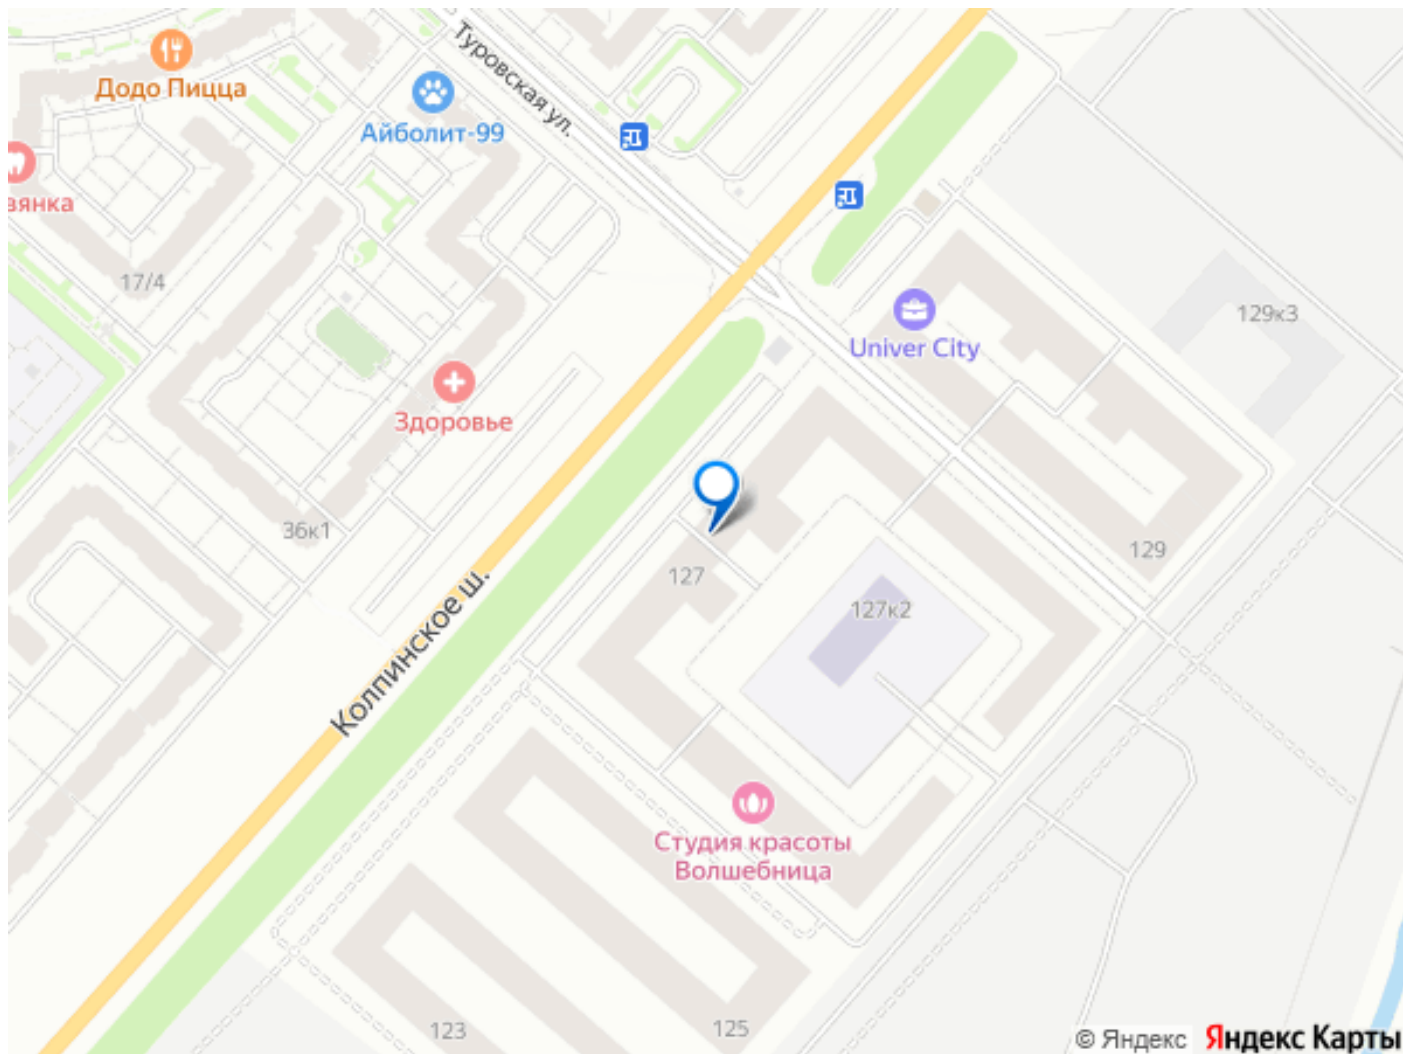 Туровская ул.
Додо Пицца
Айболит-99
вянка
17/4
129к3
Univer City
Здоровье
36к1
129
127
127к2
Колпинское ш.
Студия красоты
Волшебница
123
125
© Яндекс Яндекс Карты